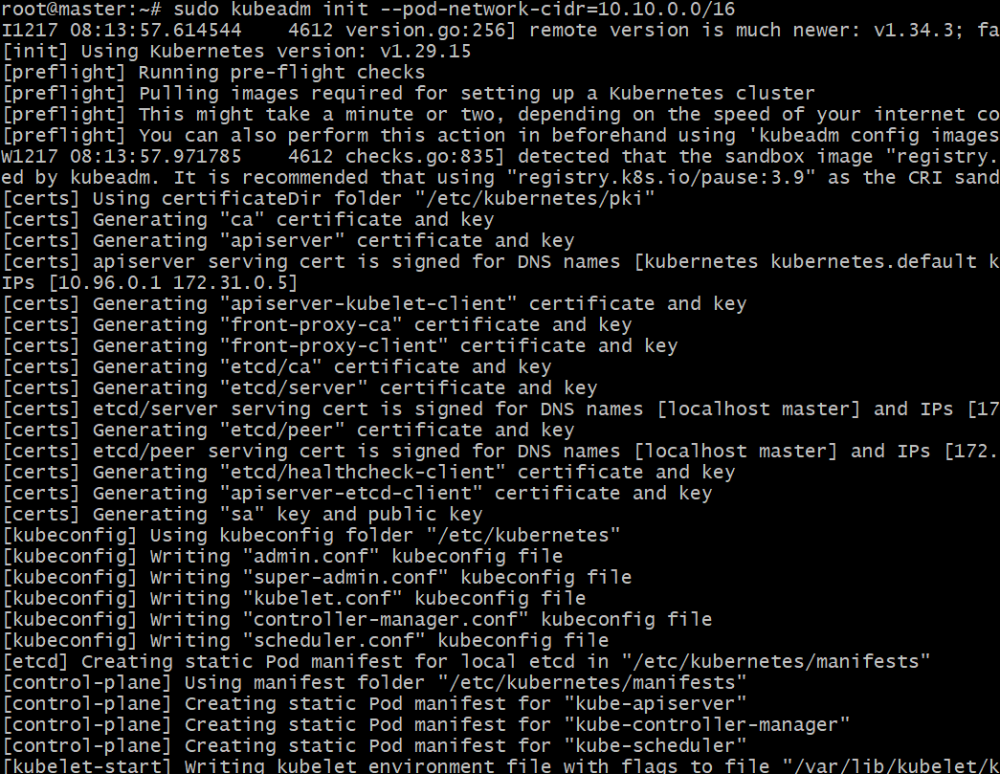 root@master:~# sudo kubeadm init --pod-network-cidr=10.10.0.0/16
I1217 08:13:57.614544    4612 version.go:256] remote version is much newer: v1.34.3; fa
[init] Using Kubernetes version: v1.29.15
[preflight] Running pre-flight checks
[preflight] Pulling images required for setting up a Kubernetes cluster
[preflight] This might take a minute or two, depending on the speed of your internet co
[preflight] You can also perform this action in beforehand using 'kubeadm config images
W1217 08:13:57.971785    4612 checks.go:835] detected that the sandbox image "registry.
ed by kubeadm. It is recommended that using "registry.k8s.io/pause:3.9" as the CRI sand
[certs] Using certificateDir folder "/etc/kubernetes/pki"
[certs] Generating "ca" certificate and key
[certs] Generating "apiserver" certificate and key
[certs] apiserver serving cert is signed for DNS names [kubernetes kubernetes.default k
IPs [10.96.0.1 172.31.0.5]
[certs] Generating "apiserver-kubelet-client" certificate and key
[certs] Generating "front-proxy-ca" certificate and key
[certs] Generating "front-proxy-client" certificate and key
[certs] Generating "etcd/ca" certificate and key
[certs] Generating "etcd/server" certificate and key
[certs] etcd/server serving cert is signed for DNS names [localhost master] and IPs [17
[certs] Generating "etcd/peer" certificate and key
[certs] etcd/peer serving cert is signed for DNS names [localhost master] and IPs [172.
[certs] Generating "etcd/healthcheck-client" certificate and key
[certs] Generating "apiserver-etcd-client" certificate and key
[certs] Generating "sa" key and public key
[kubeconfig] Using kubeconfig folder "/etc/kubernetes"
[kubeconfig] Writing "admin.conf" kubeconfig file
[kubeconfig] Writing "super-admin.conf" kubeconfig file
[kubeconfig] Writing "kubelet.conf" kubeconfig file
[kubeconfig] Writing "controller-manager.conf" kubeconfig file
[kubeconfig] Writing "scheduler.conf" kubeconfig file
[etcd] Creating static Pod manifest for local etcd in "/etc/kubernetes/manifests"
[control-plane] Using manifest folder "/etc/kubernetes/manifests"
[control-plane] Creating static Pod manifest for "kube-apiserver"
[control-plane] Creating static Pod manifest for "kube-controller-manager"
[control-plane] Creating static Pod manifest for "kube-scheduler"
[kubelet-start] Writing kubelet environment file with flags to file "/var/lib/kubelet/k